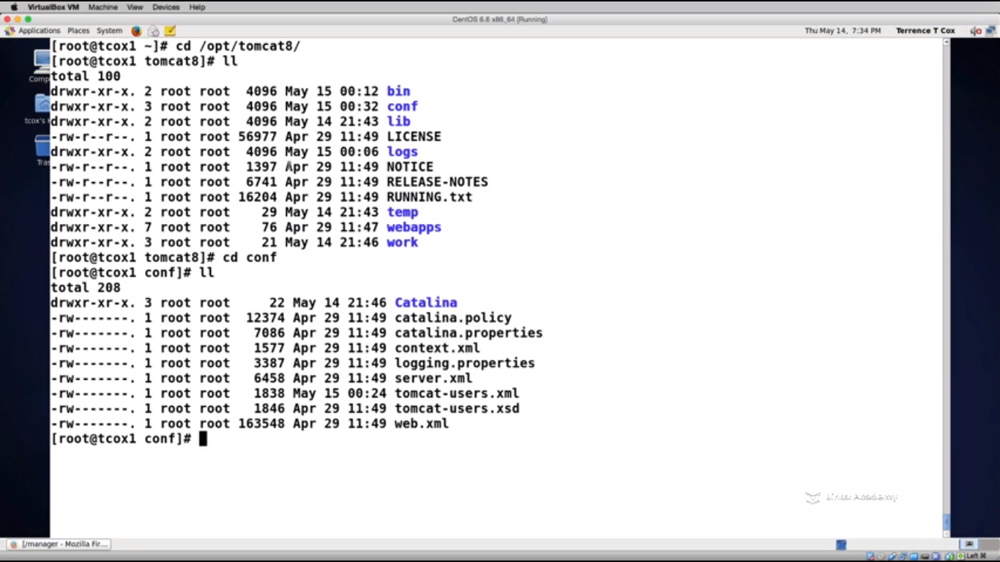 VirtualBox VM Machine View Devices Help
CentOS 6.6 x86_64 [Running]
Applications Places System Thu May 14, 7:34 PM Terrence T Cox
[root@tcox1 ~]# cd /opt/tomcat8/
[root@tcox1 tomcat8]# ll
total 100
drwxr-xr-x. 2 root root 4096 May 15 00:12 bin
drwxr-xr-x. 3 root root 4096 May 15 00:32 conf
drwxr-xr-x. 2 root root 4096 May 14 21:43 lib
-rw-r--r--. 1 root root 56977 Apr 29 11:49 LICENSE
drwxr-xr-x. 2 root root 4096 May 15 00:06 logs
-rw-r--r--. 1 root root 1397 Apr 29 11:49 NOTICE
-rw-r--r--. 1 root root 6741 Apr 29 11:49 RELEASE-NOTES
-rw-r--r--. 1 root root 16204 Apr 29 11:49 RUNNING.txt
drwxr-xr-x. 2 root root 29 May 14 21:43 temp
drwxr-xr-x. 7 root root 76 Apr 29 11:47 webapps
drwxr-xr-x. 3 root root 21 May 14 21:46 work
[root@tcox1 tomcat8]# cd conf
[root@tcox1 conf]# ll
total 208
drwxr-xr-x. 3 root root 22 May 14 21:46 Catalina
-rw-------. 1 root root 12374 Apr 29 11:49 catalina.policy
-rw-------. 1 root root 7086 Apr 29 11:49 catalina.properties
-rw-------. 1 root root 1577 Apr 29 11:49 context.xml
-rw-------. 1 root root 3387 Apr 29 11:49 logging.properties
-rw-------. 1 root root 6458 Apr 29 11:49 server.xml
-rw-------. 1 root root 1838 May 15 00:24 tomcat-users.xml
-rw-------. 1 root root 1846 Apr 29 11:49 tomcat-users.xsd
-rw-------. 1 root root 163548 Apr 29 11:49 web.xml
[root@tcox1 conf]#
Comp
tcox's H
Tras
Linux Academy
[/manager - Mozilla Fir...
Left ⌘